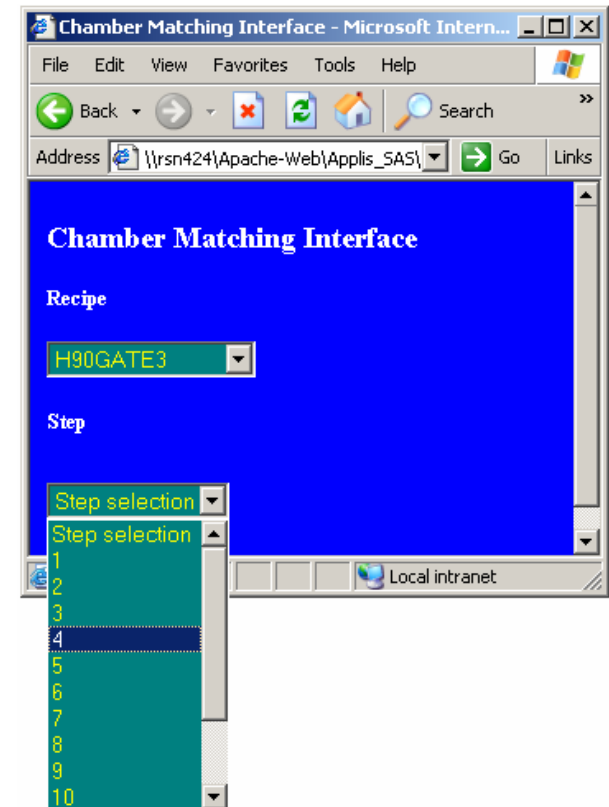 Chamber Matching Interface - Microsoft Intern...
File Edit View Favorites Tools Help
Back Search »
Address \\rsn424\Apache-Web\Applis_SAS\ Go Links
Chamber Matching Interface
Recipe
H90GATE3
Step
Step selection
Step selection
1
2
Local intranet
3
4
5
6
7
8
9
10